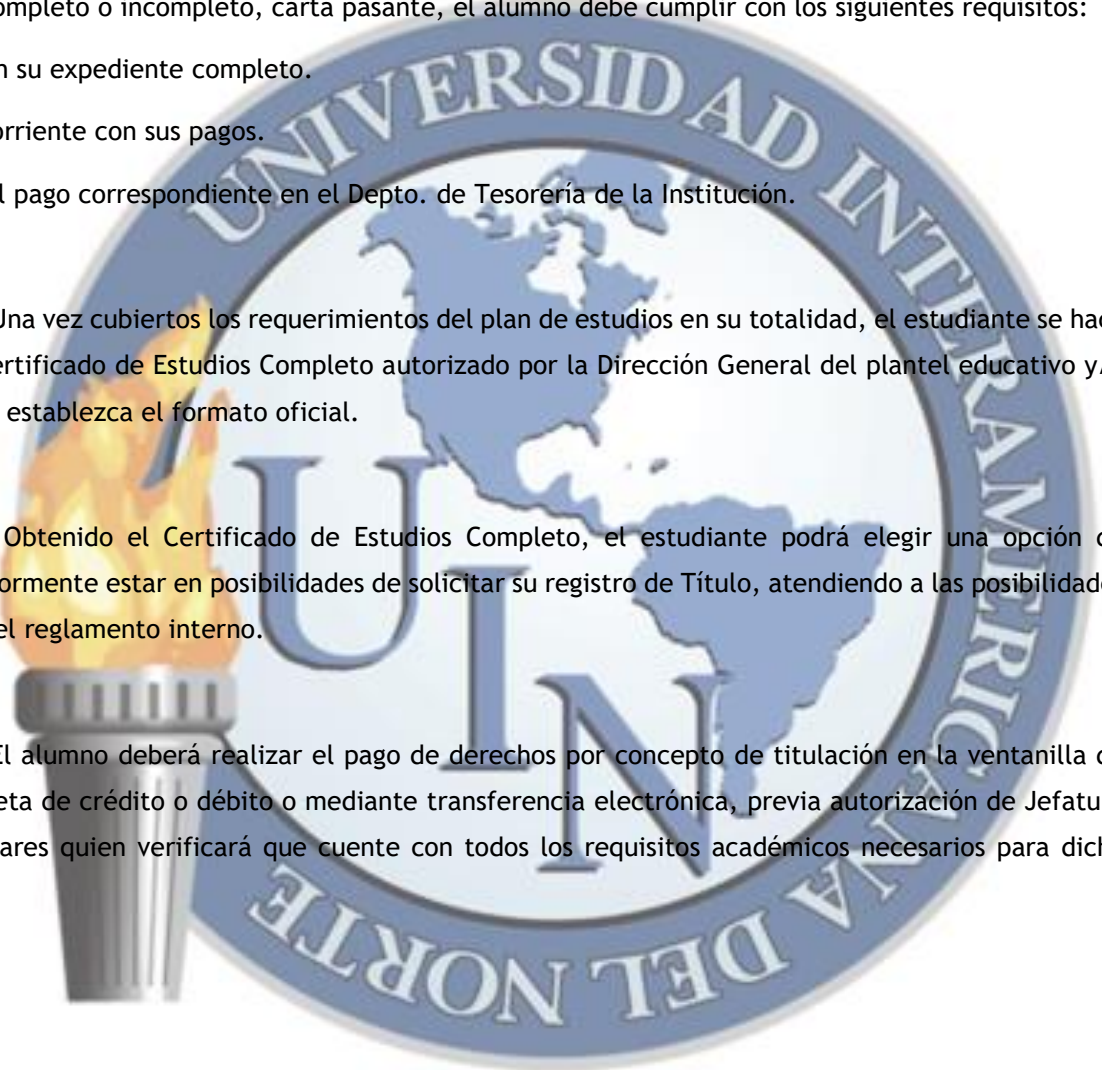 ompleto o incompleto, carta pasante, el alumno debe cumplir con los siguientes requisitos:
n su expediente completo.
orriente con sus pagos.
l pago correspondiente en el Depto. de Tesorería de la Institución.
Una vez cubiertos los requerimientos del plan de estudios en su totalidad, el estudiante se hac
ertificado de Estudios Completo autorizado por la Dirección General del plantel educativo y/
establezca el formato oficial.
Obtenido el Certificado de Estudios Completo, el estudiante podrá elegir una opción d
ormente estar en posibilidades de solicitar su registro de Título, atendiendo a las posibilidade
el reglamento interno.
El alumno deberá realizar el pago de derechos por concepto de titulación en la ventanilla d
eta de crédito o débito o mediante transferencia electrónica, previa autorización de Jefatu
ares quien verificará que cuente con todos los requisitos académicos necesarios para dich
UNIVERSIDAD INTERAMERICANA DEL NORTE
UIN